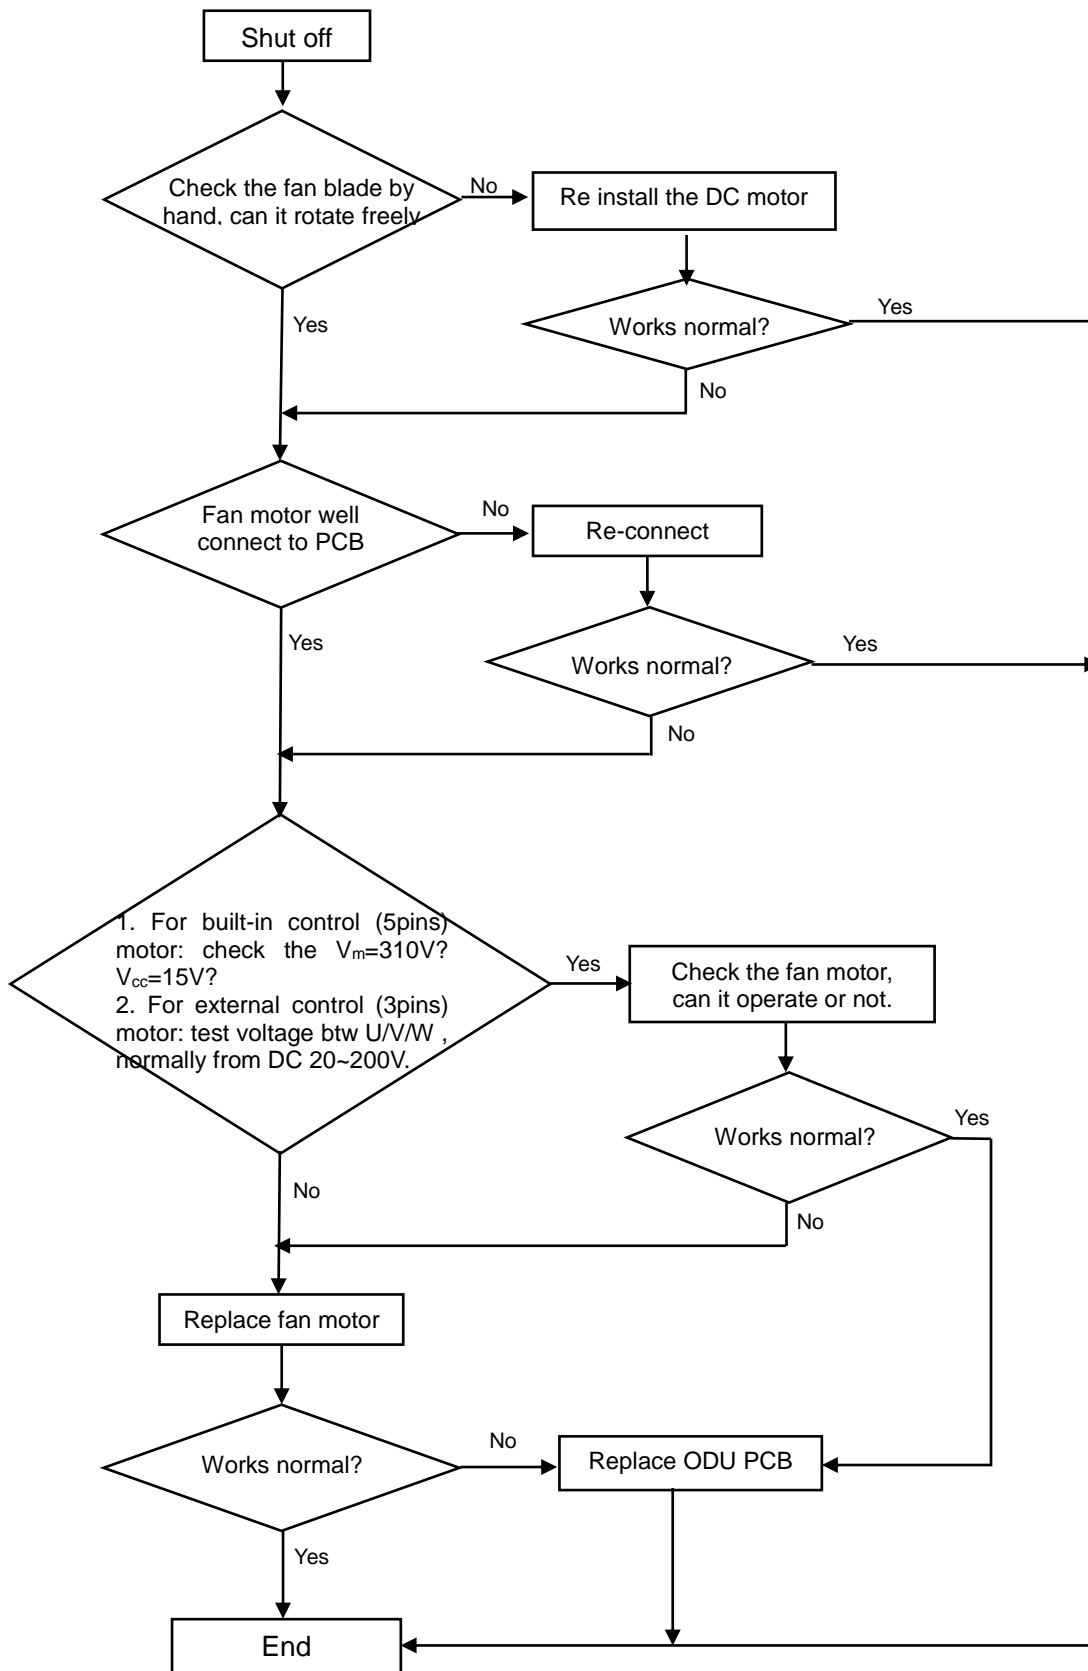 Shut off
Check the fan blade by
hand, can it rotate freely
No
Re install the DC motor
Yes
Works normal?
Yes
No
Fan motor well
connect to PCB
No
Re-connect
Yes
Works normal?
Yes
No
1. For built-in control (5pins)
motor: check the Vm=310V?
Vcc=15V?
2. For external control (3pins)
motor: test voltage btw U/V/W ,
normally from DC 20~200V.
Yes
Check the fan motor,
can it operate or not.
Works normal?
Yes
No
No
Replace fan motor
Works normal?
No
Replace ODU PCB
Yes
End